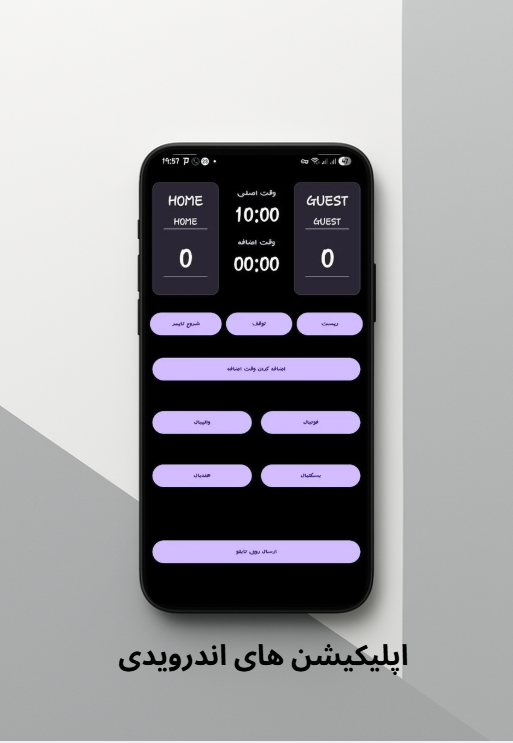 19:57
HOME
HOME
0
وقت اصلی
10:00
وقت اضافه
00:00
GUEST
GUEST
0
شروع تایمر
توقف
ریست
اضافه کردن وقت اضافه
والیبال
فوتبال
هندبال
بسکتبال
ارسال روی تابلو
اپلیکیشن های اندرویدی